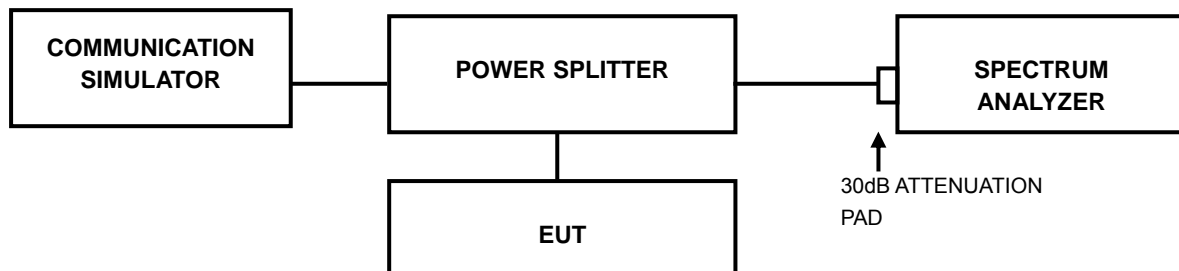 COMMUNICATION
SIMULATOR
POWER SPLITTER
SPECTRUM
ANALYZER
30dB ATTENUATION
PAD
EUT